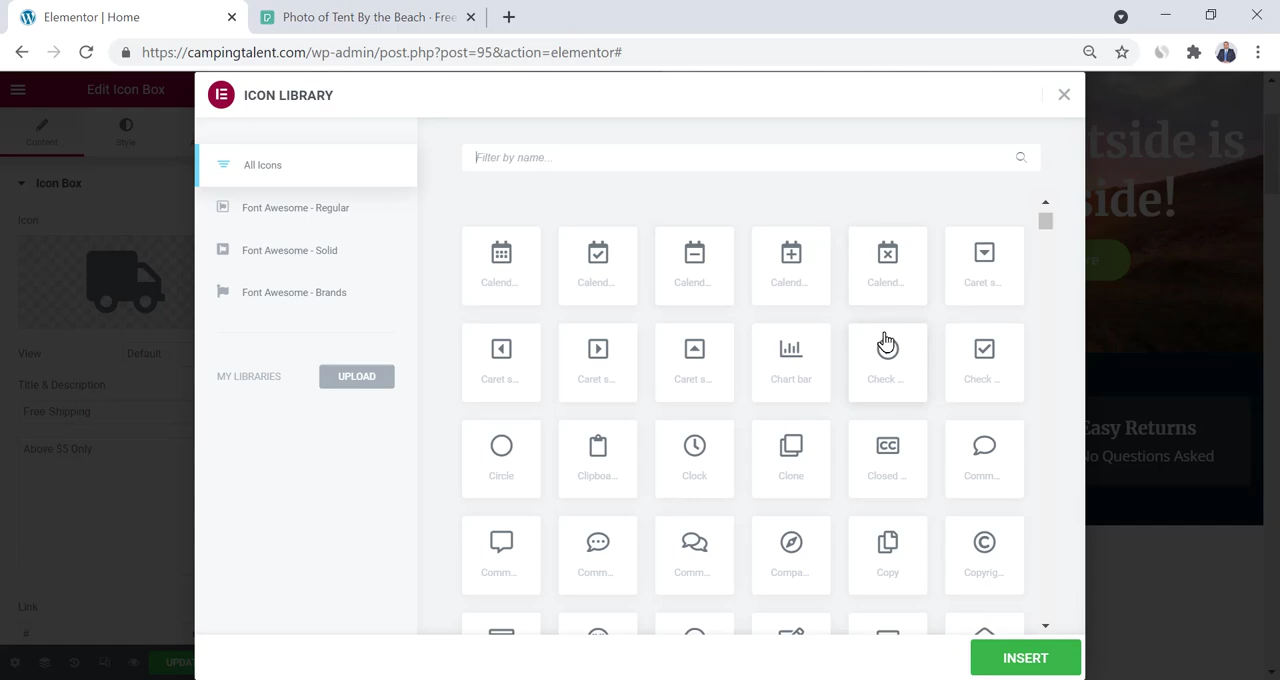 Elementor | Home
Photo of Tent By the Beach · Free
https://campingtalent.com/wp-admin/post.php?post=95&action=elementor#
Edit Icon Box
ICON LIBRARY
Content
Style
All Icons
Filter by name...
Icon Box
Font Awesome - Regular
Icon
Font Awesome - Solid
Font Awesome - Brands
Calend...
Calend...
Calend...
Calend...
Calend...
Caret s...
View
Default
MY LIBRARIES
UPLOAD
Caret s...
Caret s...
Caret s...
Chart bar
Check ...
Check ...
Title & Description
Free Shipping
Above $5 Only
Circle
Clipboa...
Clock
Clone
CC
Closed ...
Comm...
Comm...
Comm...
Comm...
Compa...
Copy
Copyrig...
Link
#
INSERT
tside is
side!
re
Easy Returns
No Questions Asked